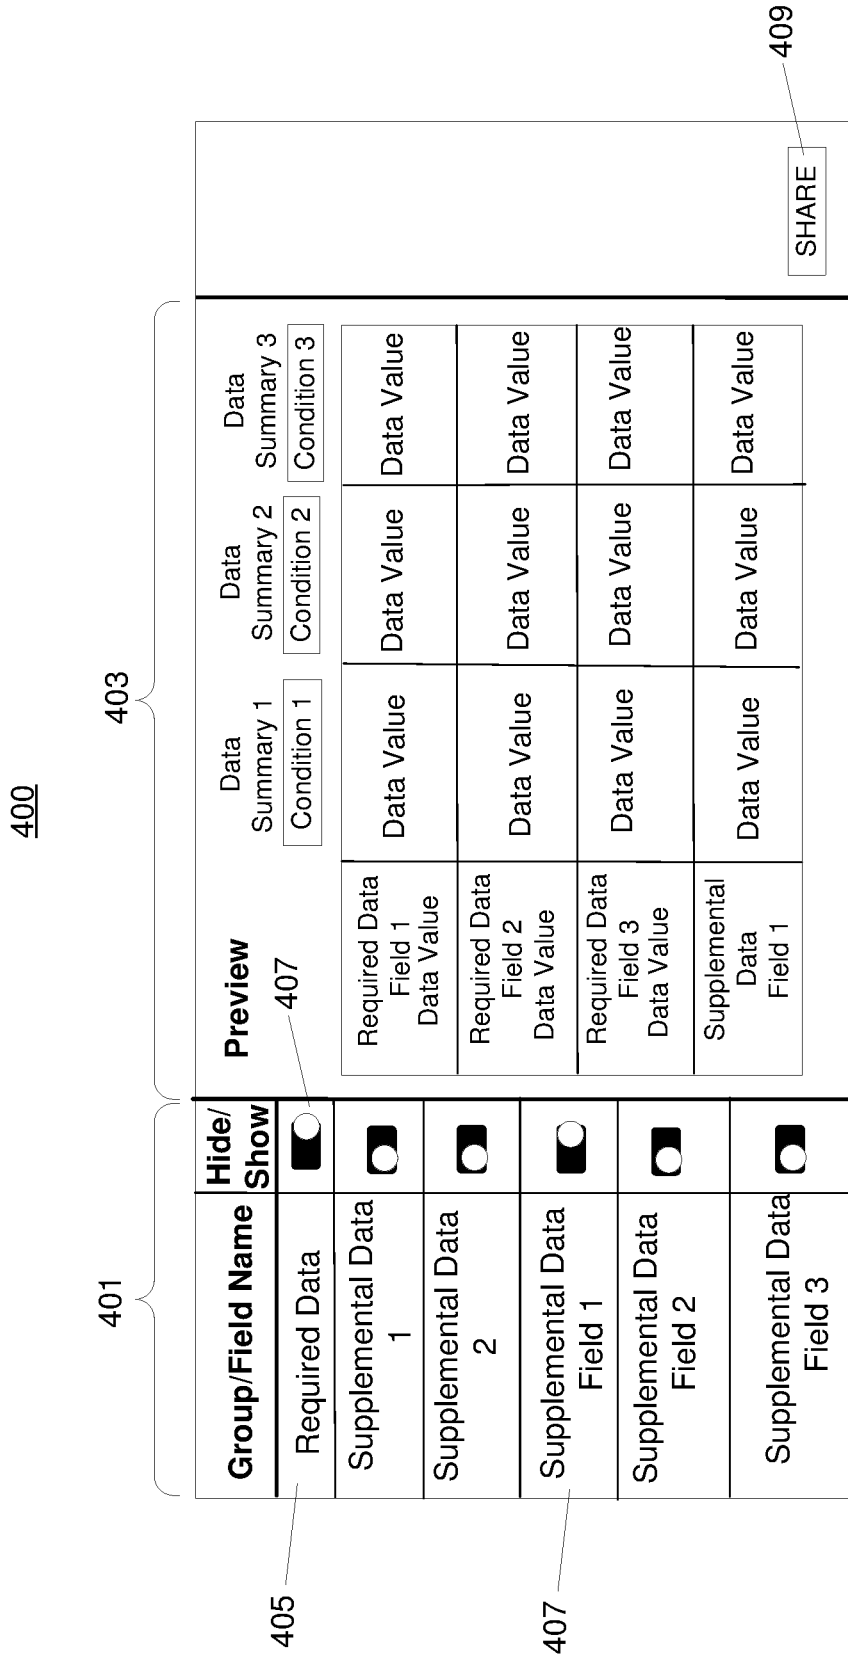 400
401
403
Group/Field Name
Hide/
Show
Preview
Data
Summary 1
Data
Summary 2
Data
Summary 3
Condition 1
Condition 2
Condition 3
405
Required Data
407
Supplemental Data
1
Supplemental Data
2
407
Supplemental Data
Field 1
Supplemental Data
Field 2
Supplemental Data
Field 3
Required Data
Field 1
Data Value
Data Value
Data Value
Data Value
Required Data
Field 2
Data Value
Data Value
Data Value
Data Value
Required Data
Field 3
Data Value
Data Value
Data Value
Data Value
Supplemental
Data
Field 1
Data Value
Data Value
Data Value
SHARE
409